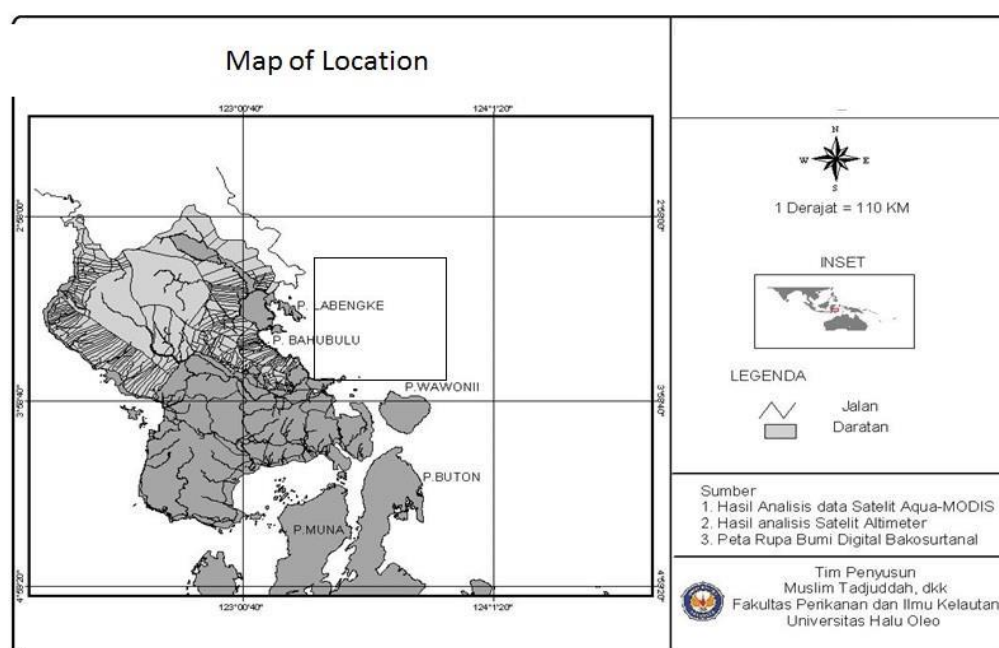 Map of Location
123°00'40"
124°1'20"
2°58'00"
2°58'00"
P. LABENGKE
P. BAHUBULU
P.WAWONII
3°58'40"
3°58'40"
P.BUTON
P.MUNA
4°59'20"
4°59'20"
123°00'40"
124°1'20"
N
W
E
S
1 Derajat = 110 KM
INSET
LEGENDA
Jalan
Daratan
Sumber
1. Hasil Analisis data Satelit Aqua-MODIS
2. Hasil analisis Satelit Altimeter
3. Peta Rupa Bumi Digital Bakosurtanal
Tim Penyusun
Muslim Tadjuddah, dkk
Fakultas Perikanan dan Ilmu Kelautan
Universitas Halu Oleo